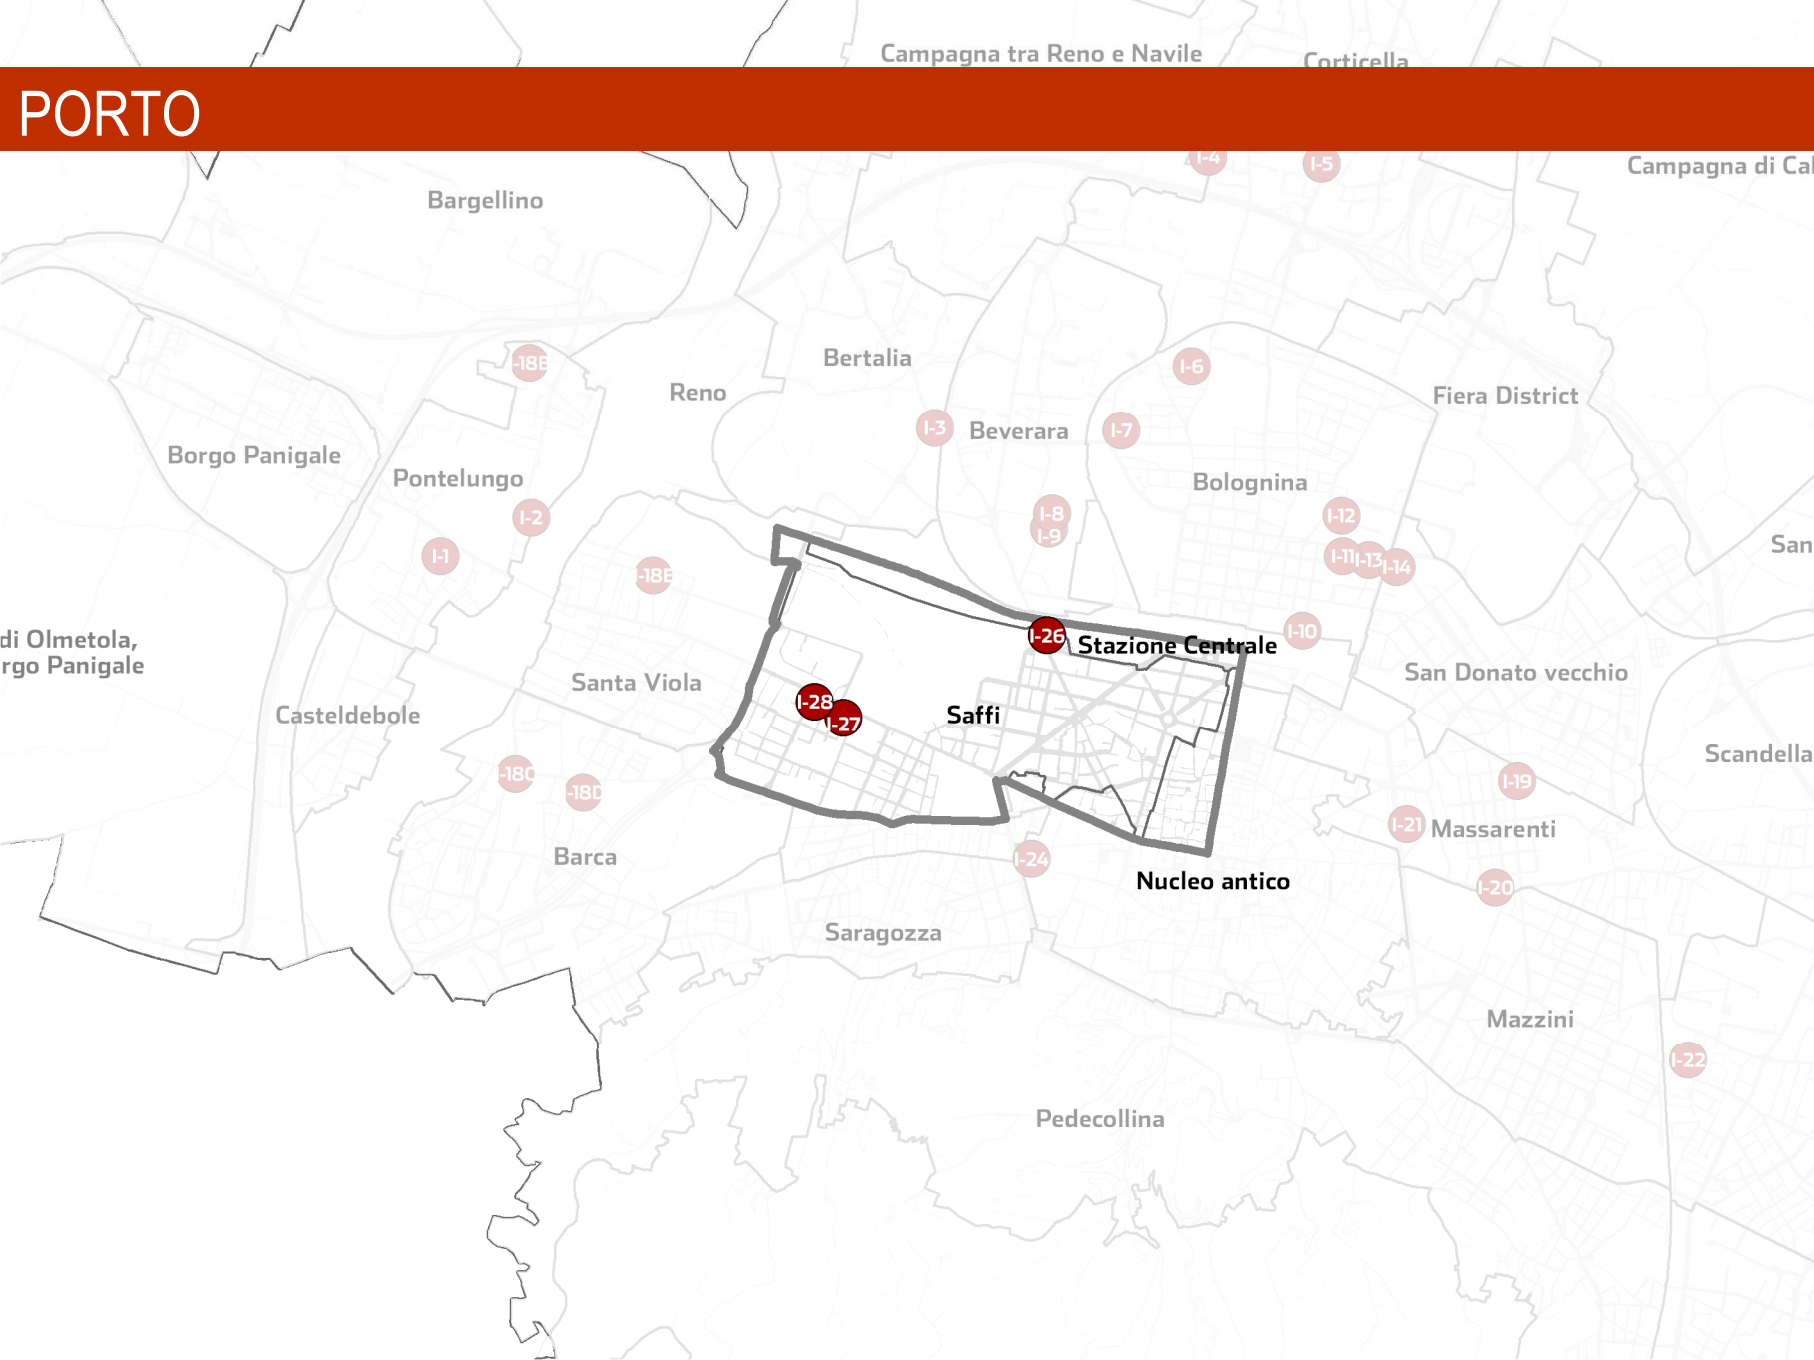 Campagna tra Reno e Navile
Corticella
PORTO
I-4
I-5
Campagna di Cal
Bargellino
Bertalia
-18B
I-6
Reno
Fiera District
I-3
Beverara
I-7
Borgo Panigale
Pontelungo
Bolognina
I-2
I-8
I-12
I-9
San
I-1
I-11
I-13
I-14
-18E
di Olmetola,
rgo Panigale
I-26
Stazione Centrale
I-10
San Donato vecchio
Santa Viola
I-28
I-27
Casteldebole
Saffi
Scandella
-18C
-18D
I-19
I-21
Massarenti
Barca
I-24
Nucleo antico
I-20
Saragozza
Mazzini
I-22
Pedecollina